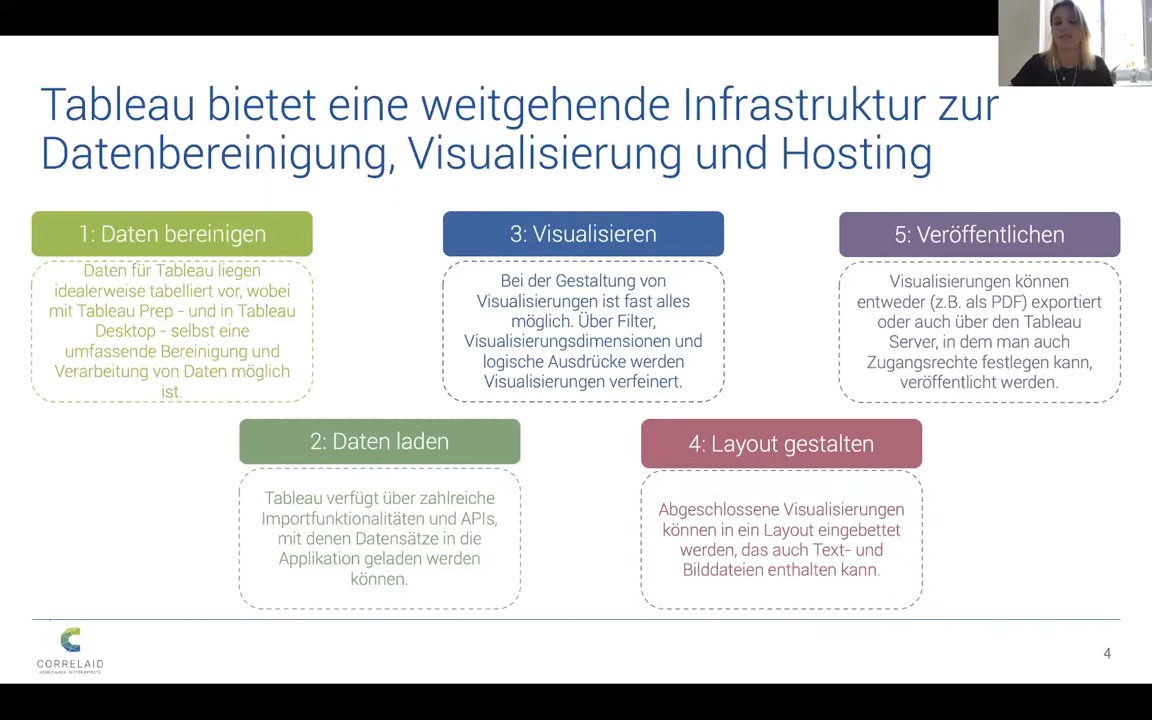 Tableau bietet eine weitgehende Infrastruktur zur
Datenbereinigung, Visualisierung und Hosting
1: Daten bereinigen
Daten für Tableau liegen
idealerweise tabelliert vor, wobei
mit Tableau Prep - und in Tableau
Desktop - selbst eine
umfassende Bereinigung und
Verarbeitung von Daten möglich
ist.
2: Daten laden
Tableau verfügt über zahlreiche
Importfunktionalitäten und APIs,
mit denen Datensätze in die
Applikation geladen werden
können.
3: Visualisieren
Bei der Gestaltung von
Visualisierungen ist fast alles
möglich. Über Filter,
Visualisierungsdimensionen und
logische Ausdrücke werden
Visualisierungen verfeinert.
4: Layout gestalten
Abgeschlossene Visualisierungen
können in ein Layout eingebettet
werden, das auch Text- und
Bilddateien enthalten kann.
5: Veröffentlichen
Visualisierungen können
entweder (z.B. als PDF) exportiert
oder auch über den Tableau
Server, in dem man auch
Zugangsrechte festlegen kann,
veröffentlicht werden.
CORRELAID
4